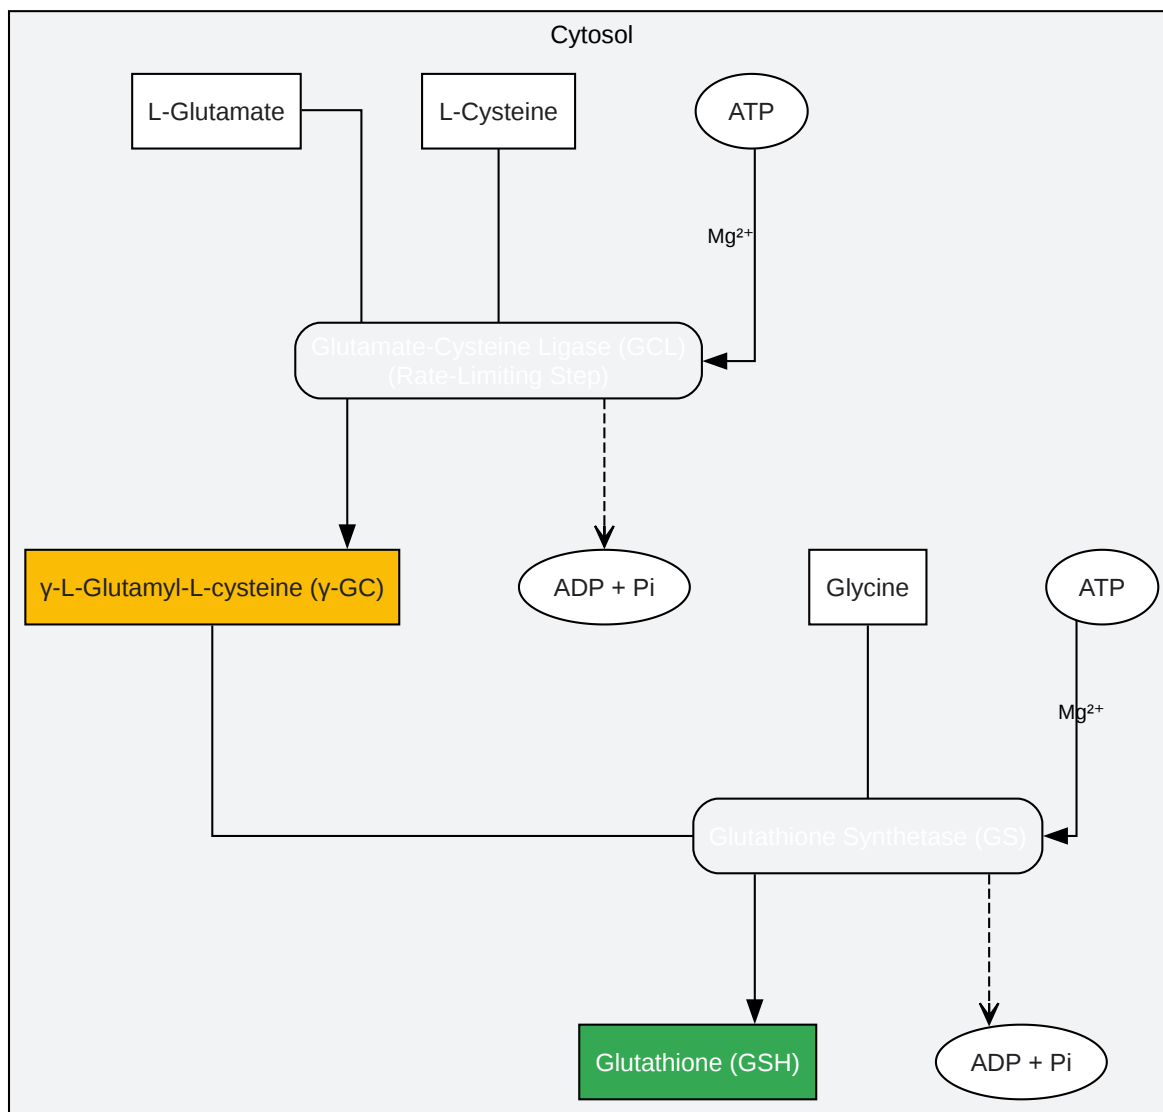 Cytosol
L-Glutamate
L-Cysteine
ATP
Mg²⁺
Glutamate-Cysteine Ligase (GCL)
(Rate-Limiting Step)
γ-L-Glutamyl-L-cysteine (γ-GC)
ADP + Pi
Glycine
ATP
Mg²⁺
Glutathione Synthetase (GS)
Glutathione (GSH)
ADP + Pi